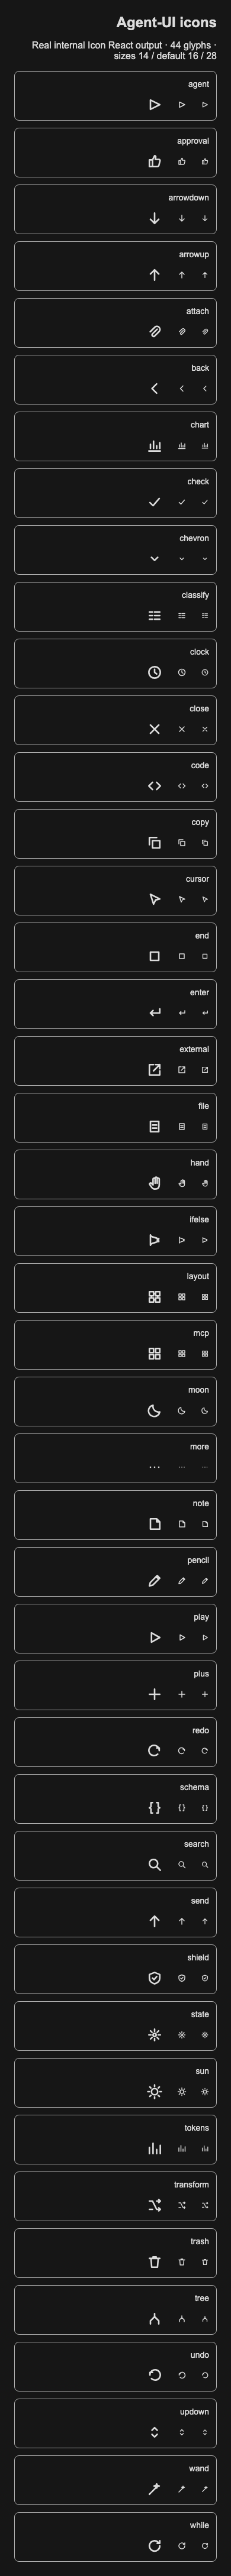 Agent-UI icons
Real internal Icon React output · 44 glyphs ·
sizes 14 / default 16 / 28
agent
approval
arrowdown
arrowup
attach
back
chart
check
chevron
classify
clock
close
code
copy
cursor
end
enter
external
file
hand
ifelse
layout
mcp
moon
more
note
pencil
play
plus
redo
schema
search
send
shield
state
sun
tokens
transform
trash
tree
undo
updown
wand
while